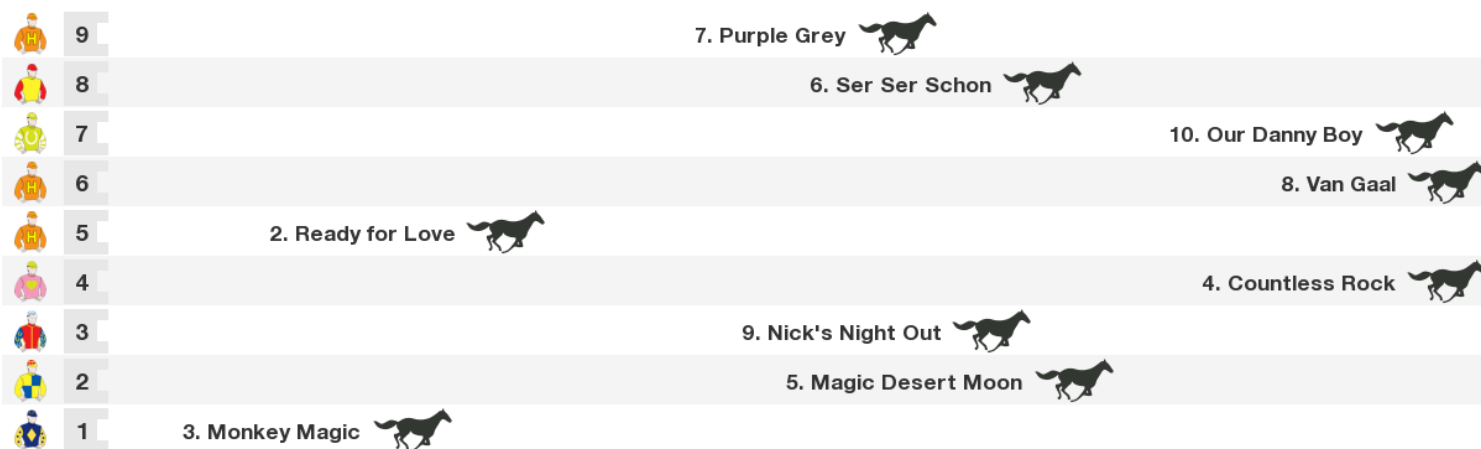 9 7. Purple Grey
8 6. Ser Ser Schon
7 10. Our Danny Boy
6 8. Van Gaal
5 2. Ready for Love
4 4. Countless Rock
3 9. Nick's Night Out
2 5. Magic Desert Moon
1 3. Monkey Magic